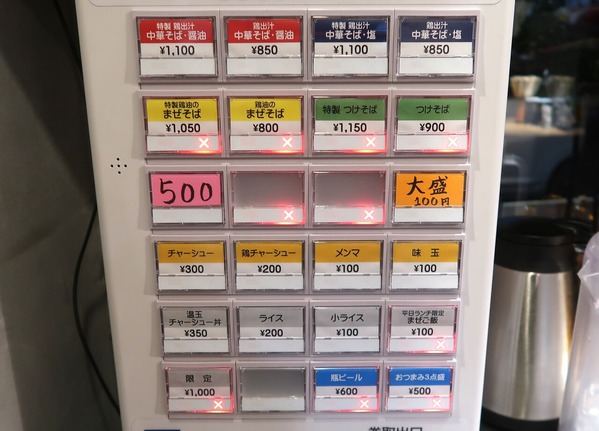 特製 鶏出汁 中華そば・醤油 ¥1,100
鶏出汁 中華そば・醤油 ¥850
特製 鶏出汁 中華そば・塩 ¥1,100
鶏出汁 中華そば・塩 ¥850
特製鶏油の まぜそば ¥1,050
鶏油の まぜそば ¥800
特製 つけそば ¥1,150
つけそば ¥900
500
大盛 100円
チャーシュー ¥300
鶏チャーシュー ¥200
メンマ ¥100
味玉 ¥100
温玉 チャーシュー丼 ¥350
ライス ¥200
小ライス ¥100
平日ランチ限定 まぜご飯 ¥100
限定 ¥1,000
瓶ビール ¥600
おつまみ3点盛 ¥500